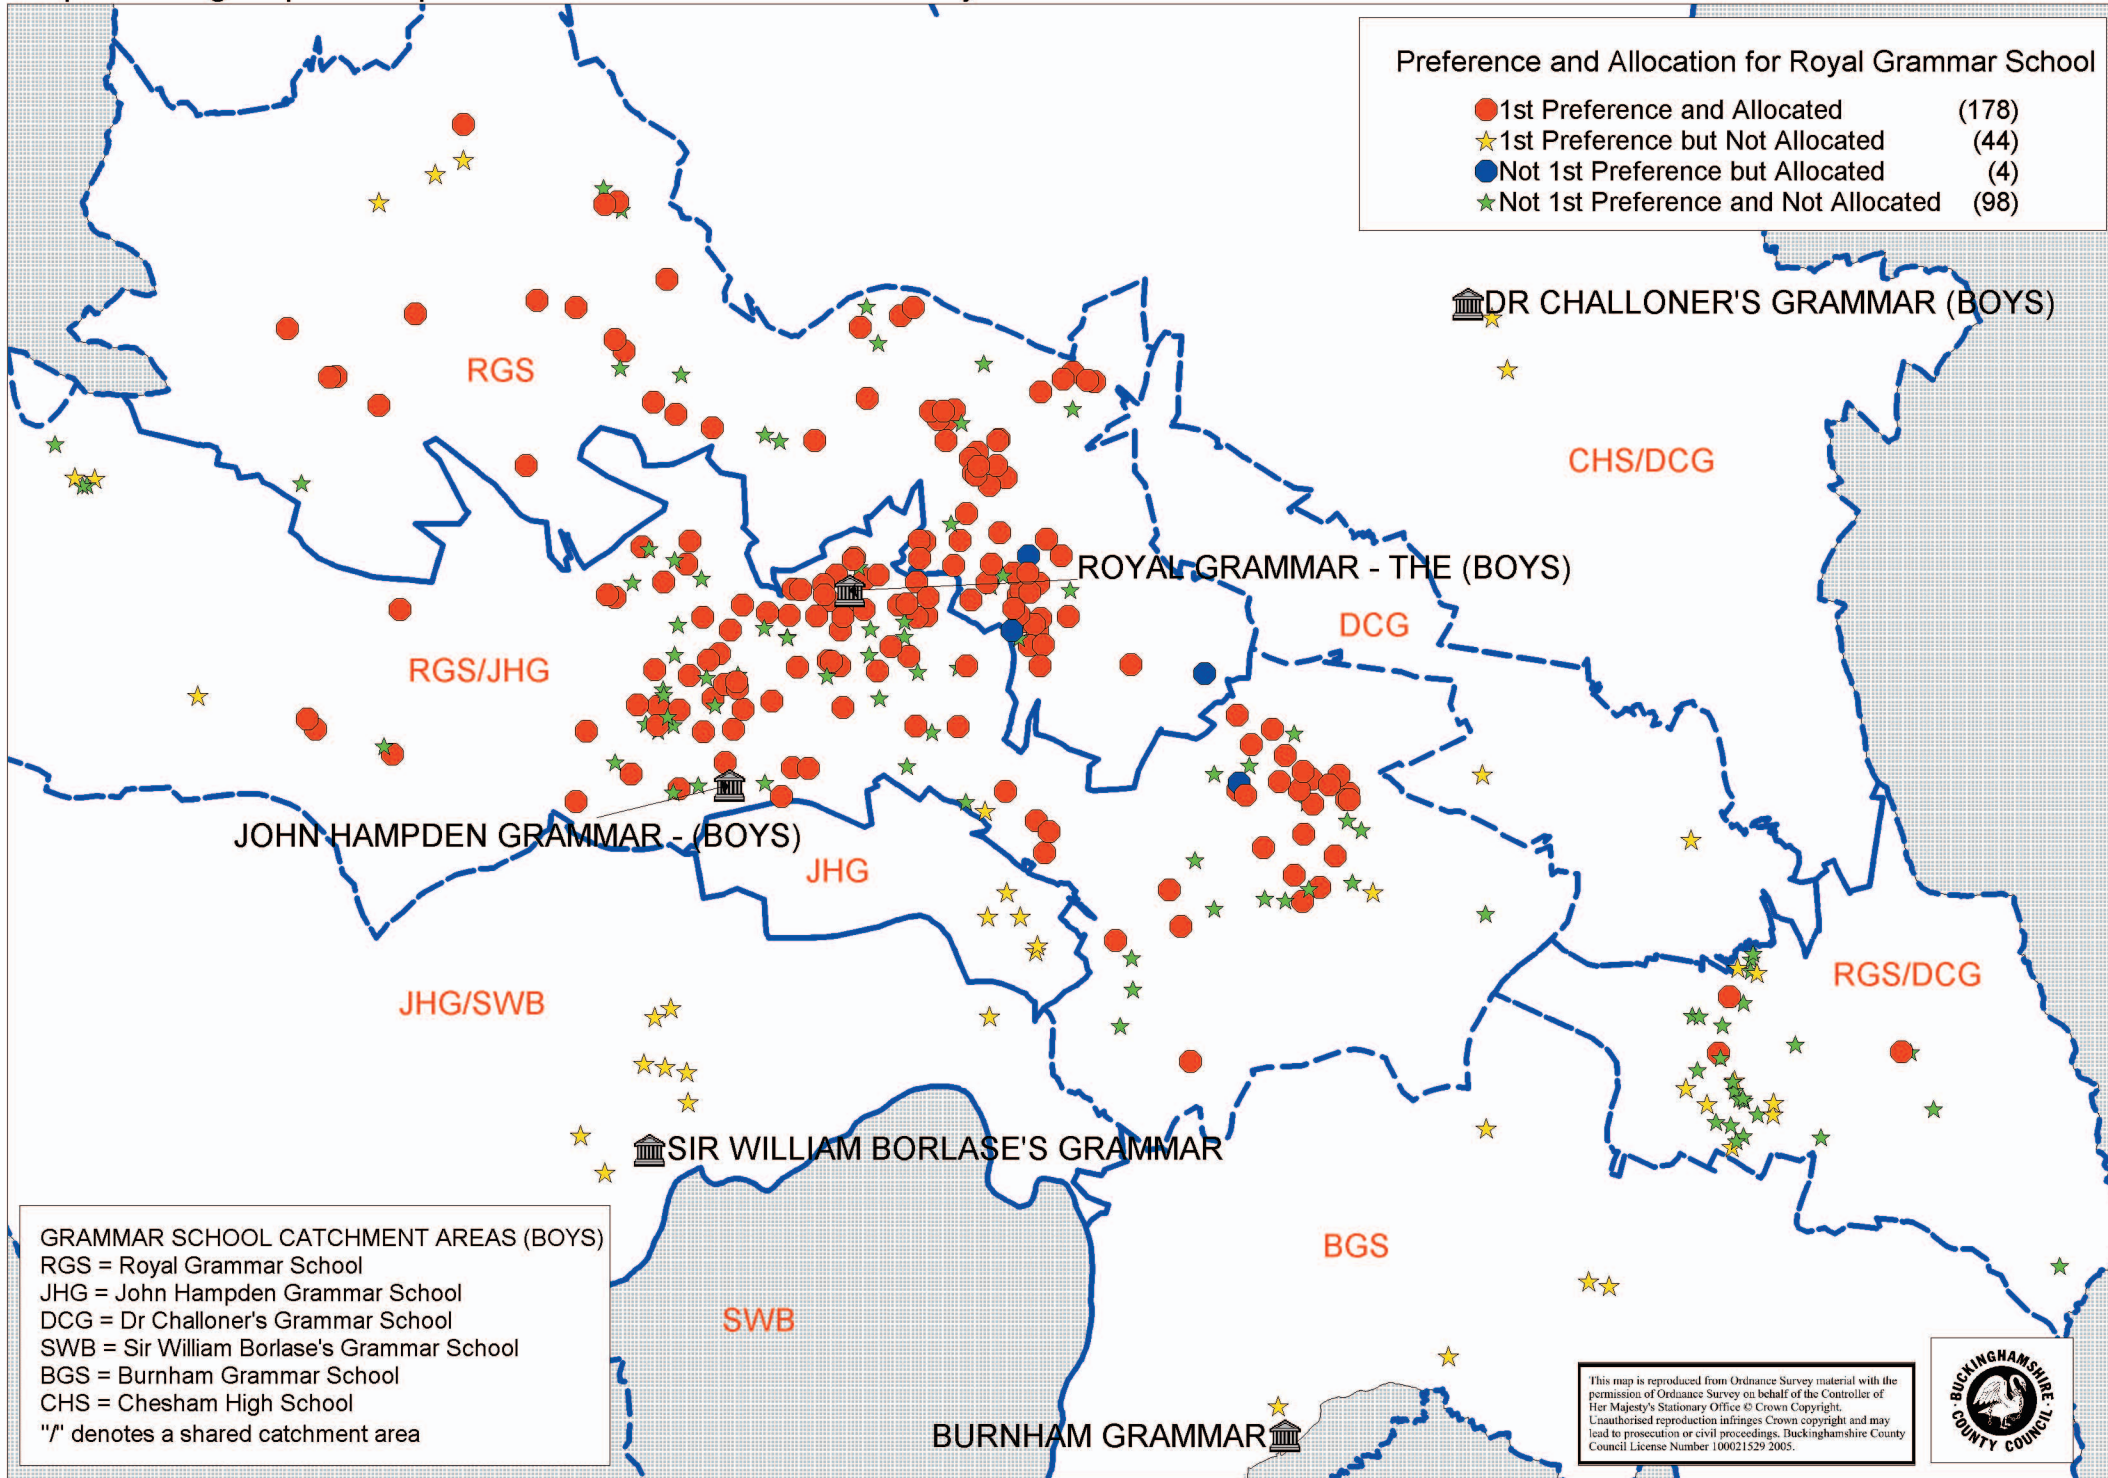 Preference and Allocation for Royal Grammar School
1st Preference and Allocated (178)
1st Preference but Not Allocated (44)
Not 1st Preference but Allocated (4)
Not 1st Preference and Not Allocated (98)
DR CHALLONER'S GRAMMAR (BOYS)
RGS
CHS/DCG
ROYAL GRAMMAR - THE (BOYS)
DCG
RGS/JHG
JOHN HAMPDEN GRAMMAR - (BOYS)
JHG
RGS/DCG
JHG/SWB
SIR WILLIAM BORLASE'S GRAMMAR
BGS
SWB
BURNHAM GRAMMAR
GRAMMAR SCHOOL CATCHMENT AREAS (BOYS)
RGS = Royal Grammar School
JHG = John Hampden Grammar School
DCG = Dr Challoner's Grammar School
SWB = Sir William Borlase's Grammar School
BGS = Burnham Grammar School
CHS = Chesham High School
"/" denotes a shared catchment area
This map is reproduced from Ordnance Survey material with the
permission of Ordnance Survey on behalf of the Controller of
Her Majesty's Stationary Office © Crown Copyright.
Unauthorised reproduction infringes Crown copyright and may
lead to prosecution or civil proceedings. Buckinghamshire County
Council License Number 100021529 2005.
BUCKINGHAMSHIRE
COUNTY COUNCIL